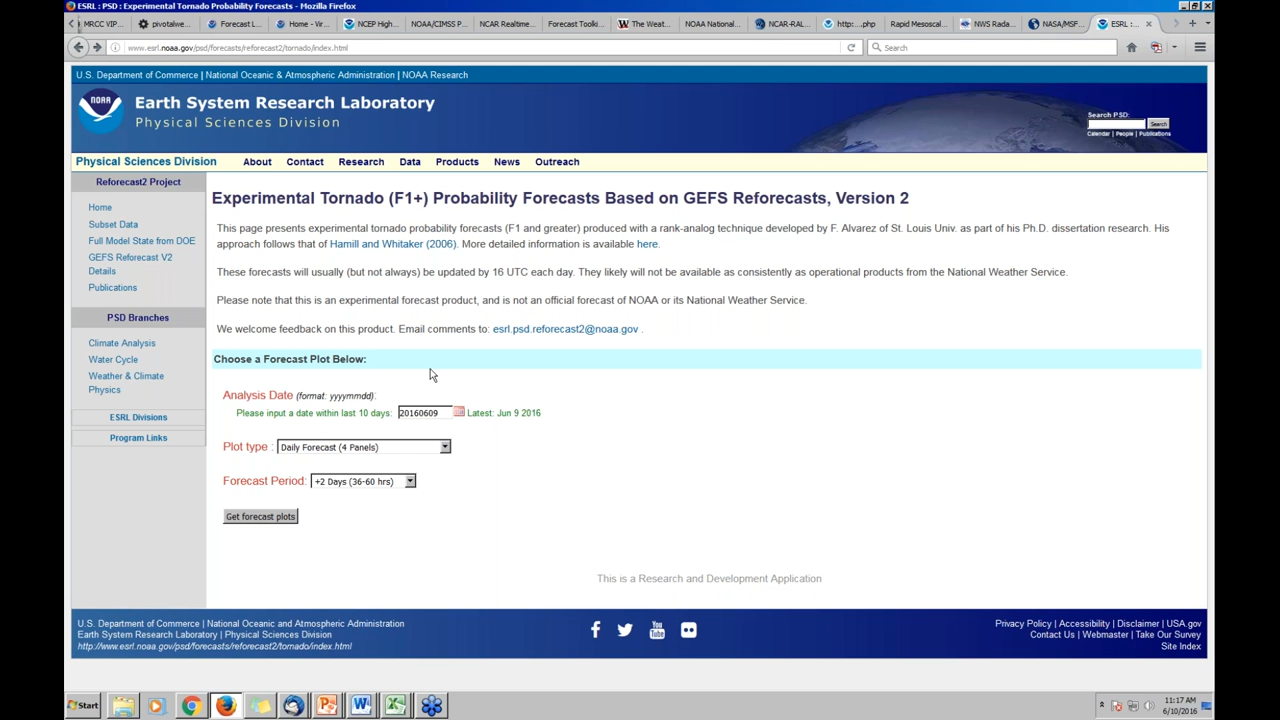 ESRL : PSD : Experimental Tornado Probability Forecasts - Mozilla Firefox
MRCC VIP... pivotalwe... Forecast L... Home - Vir... NCEP High... NOAA/CIMSS P... NCAR Realtime... Forecast Toolki... The Weat... NOAA National... NCAR-RAL... http:....php Rapid Mesoscal... NWS Radar... NASA/MSF... ESRL :...
www.esrl.noaa.gov/psd/forecasts/reforecast2/tornado/index.html Search
U.S. Department of Commerce | National Oceanic & Atmospheric Administration | NOAA Research
NOAA
Earth System Research Laboratory
Physical Sciences Division
Search PSD:
Search
Calendar | People | Publications
Physical Sciences Division About Contact Research Data Products News Outreach
Reforecast2 Project
Home
Subset Data
Full Model State from DOE
GEFS Reforecast V2
Details
Publications
PSD Branches
Climate Analysis
Water Cycle
Weather & Climate
Physics
ESRL Divisions
Program Links
Experimental Tornado (F1+) Probability Forecasts Based on GEFS Reforecasts, Version 2
This page presents experimental tornado probability forecasts (F1 and greater) produced with a rank-analog technique developed by F. Alvarez of St. Louis Univ. as part of his Ph.D. dissertation research. His
approach follows that of Hamill and Whitaker (2006). More detailed information is available here.
These forecasts will usually (but not always) be updated by 16 UTC each day. They likely will not be available as consistently as operational products from the National Weather Service.
Please note that this is an experimental forecast product, and is not an official forecast of NOAA or its National Weather Service.
We welcome feedback on this product. Email comments to: esrl.psd.reforecast2@noaa.gov .
Choose a Forecast Plot Below:
Analysis Date (format: yyyymmdd):
Please input a date within last 10 days: 20160609 Latest: Jun 9 2016
Plot type : Daily Forecast (4 Panels)
Forecast Period: +2 Days (36-60 hrs)
Get forecast plots
This is a Research and Development Application
U.S. Department of Commerce | National Oceanic and Atmospheric Administration
Earth System Research Laboratory | Physical Sciences Division
http://www.esrl.noaa.gov/psd/forecasts/reforecast2/tornado/index.html
You Tube
Privacy Policy | Accessibility | Disclaimer | USA.gov
Contact Us | Webmaster | Take Our Survey
Site Index
Start
11:17 AM
6/10/2016